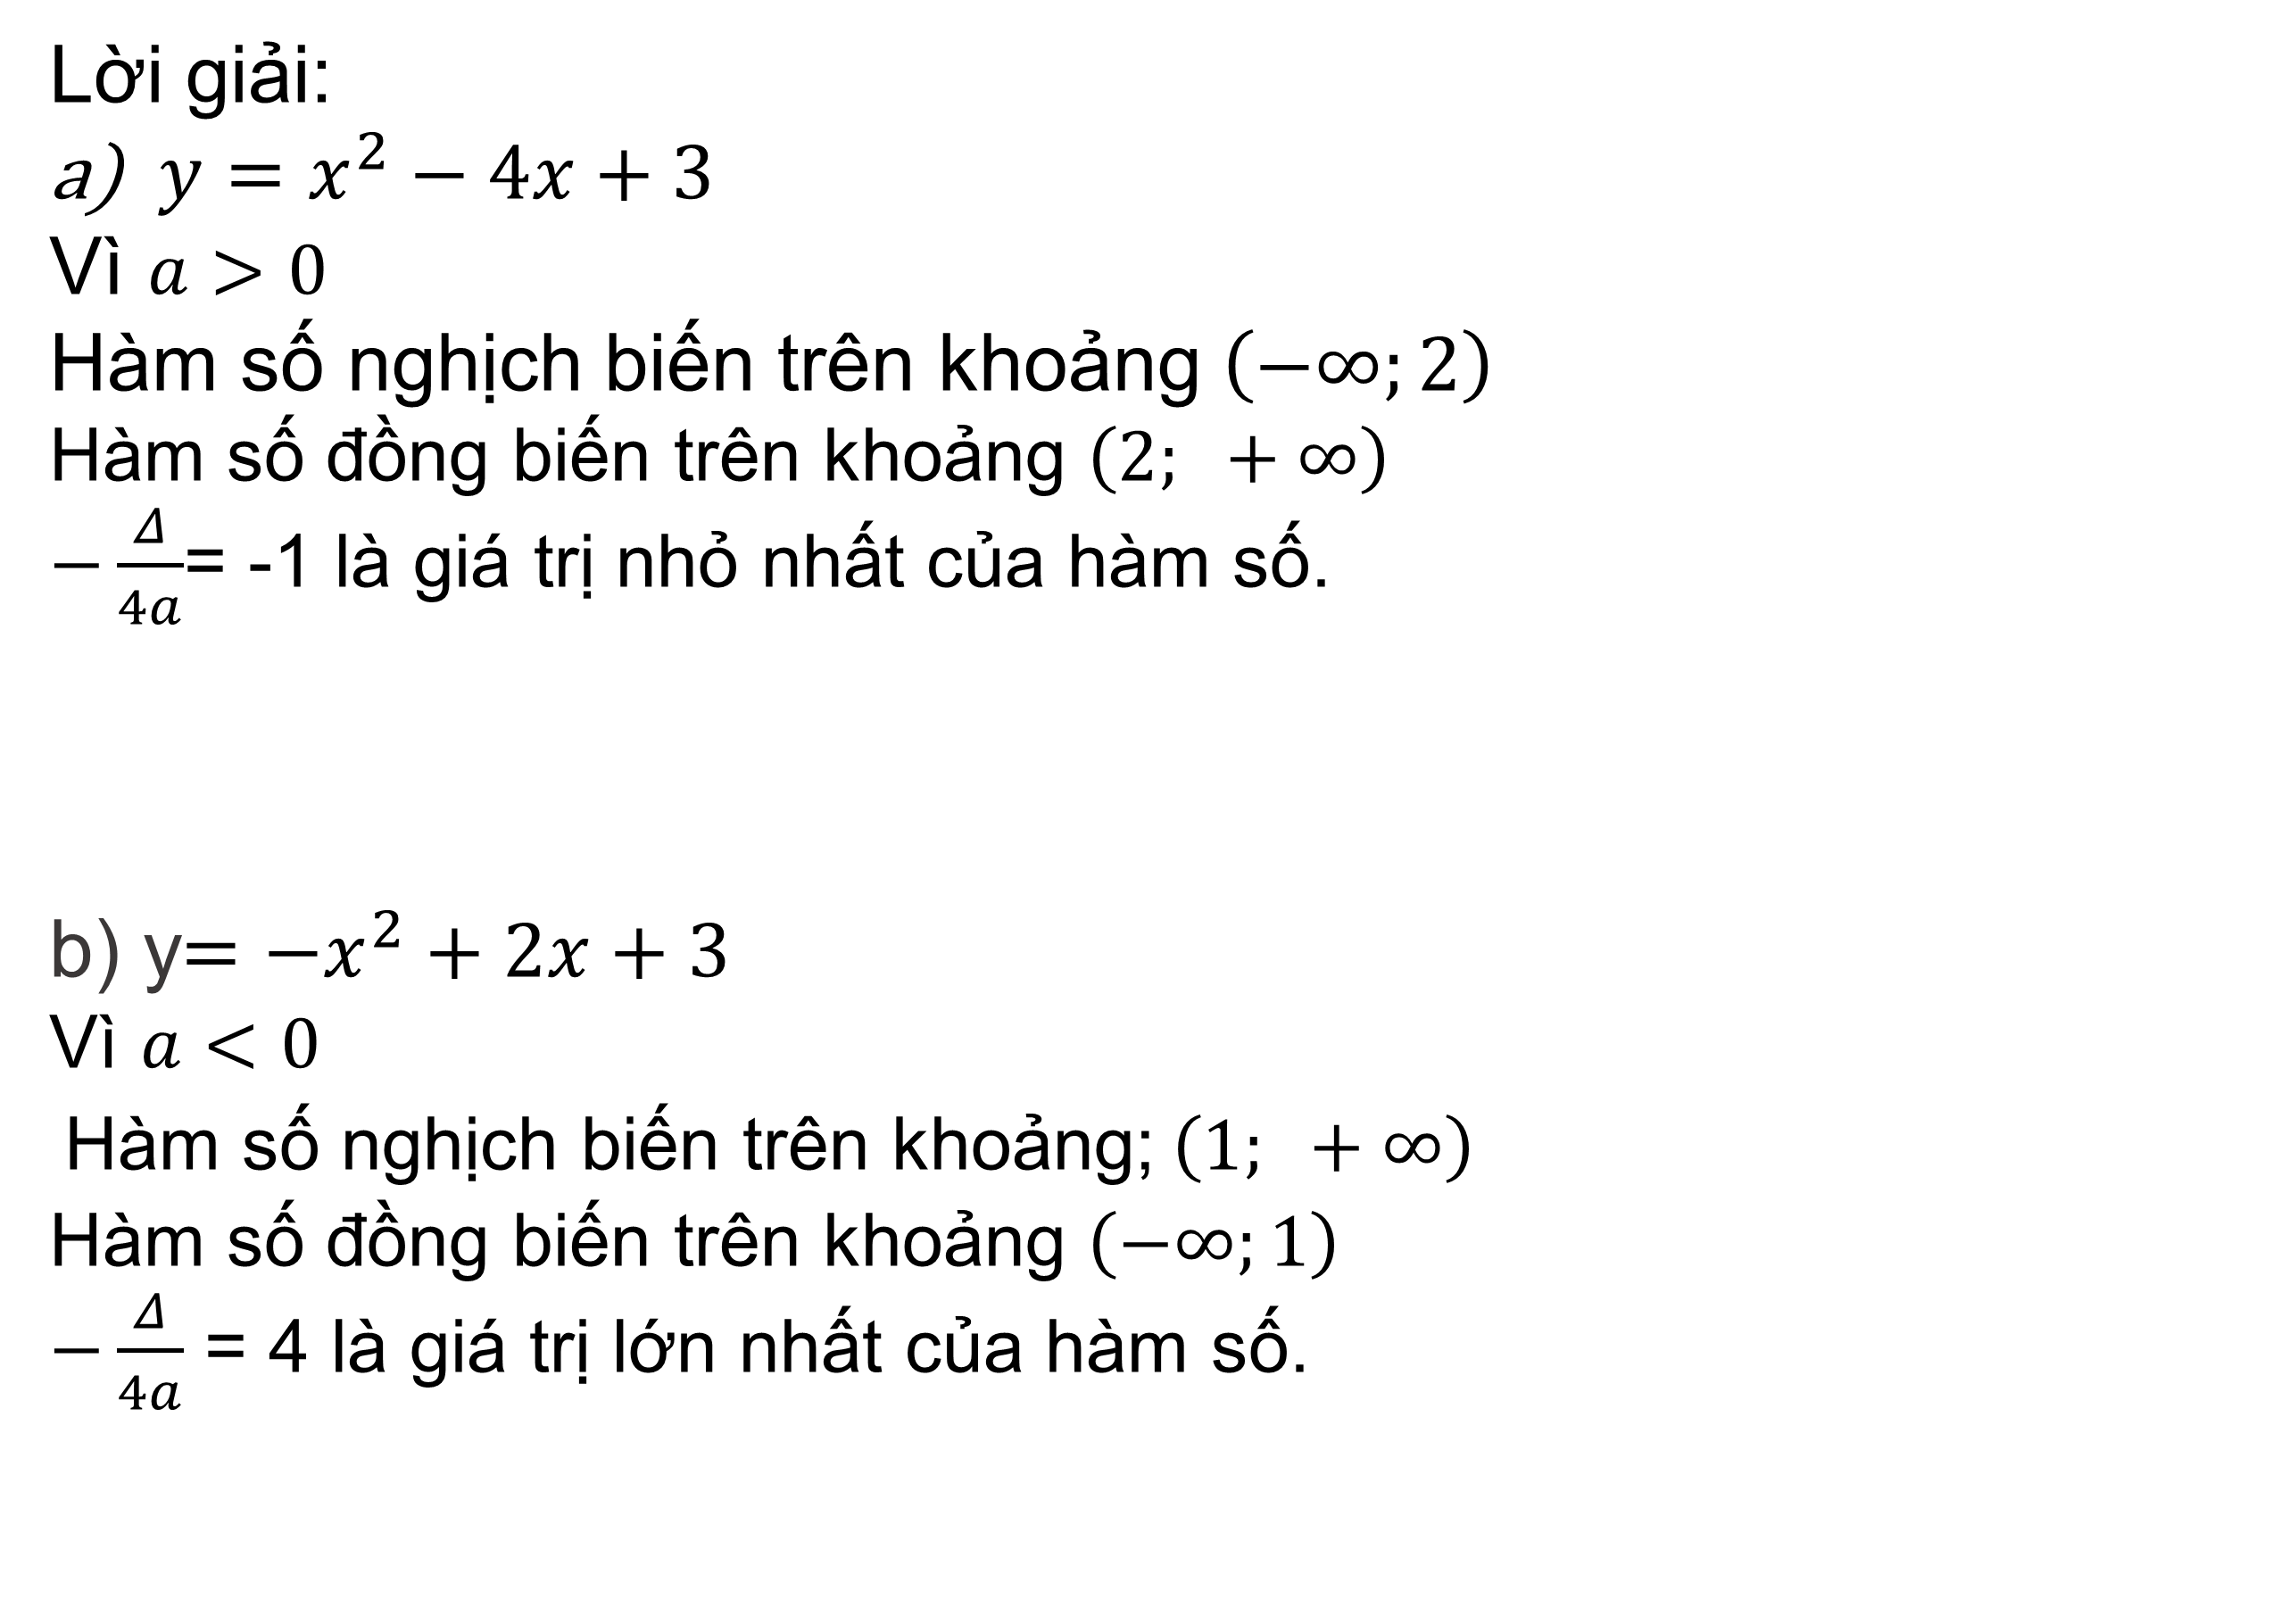 Lời giải:
a) y = x² − 4x + 3
Vì a > 0
Hàm số nghịch biến trên khoảng (−∞; 2)
Hàm số đồng biến trên khoảng (2; + ∞)
− Δ/4a = -1 là giá trị nhỏ nhất của hàm số.
b) y= −x² + 2x + 3
Vì a < 0
Hàm số nghịch biến trên khoảng; (1; + ∞)
Hàm số đồng biến trên khoảng (−∞; 1)
− Δ/4a = 4 là giá trị lớn nhất của hàm số.